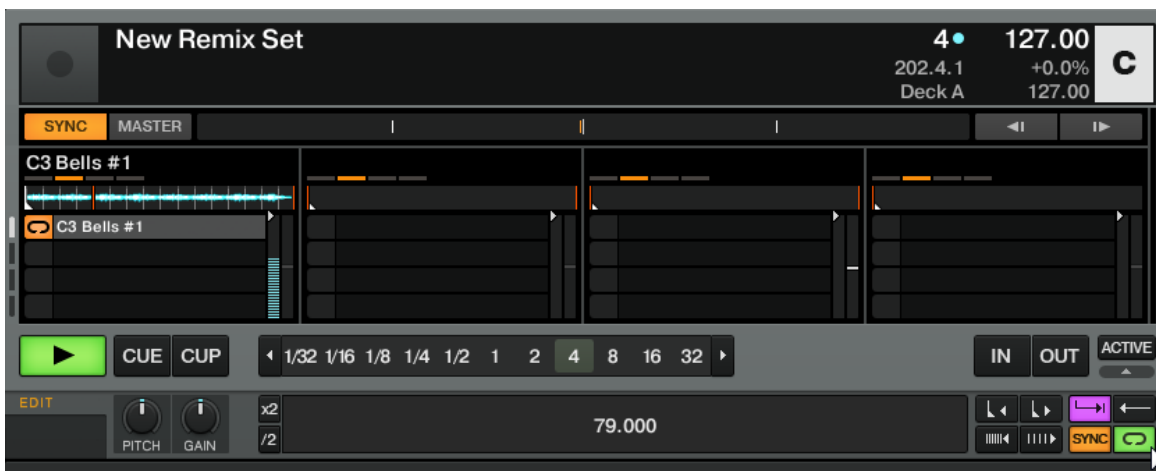 New Remix Set
4 127.00
202.4.1 +0.0%
Deck A 127.00
C
SYNC MASTER
C3 Bells #1
C3 Bells #1
CUE CUP 1/32 1/16 1/8 1/4 1/2 1 2 4 8 16 32 IN OUT ACTIVE
EDIT
x2
79.000
/2
PITCH GAIN
SYNC